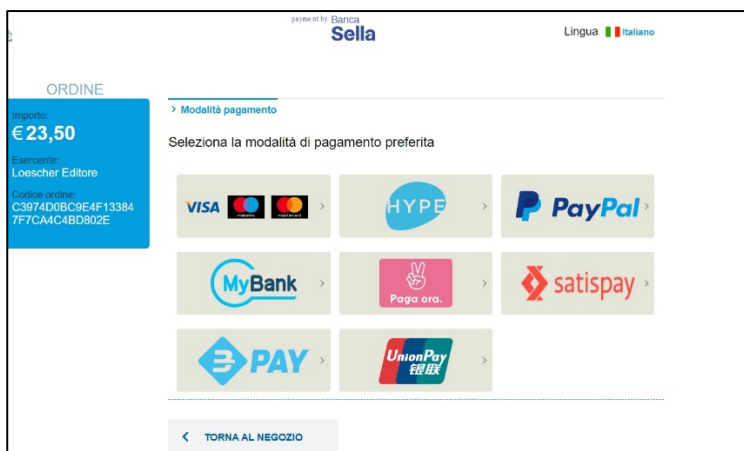 payment by Banca
Sella
Lingua Italiano
ORDINE
Importo:
€ 23,50
Esercente:
Loescher Editore
Codice ordine:
C3974D0BC9E4F13384
7F7CA4C4BD802E
> Modalità pagamento
Seleziona la modalità di pagamento preferita
VISA maestro mastercard >
HYPE >
PayPal >
MyBank >
Paga ora. >
satispay >
PAY >
UnionPay >
银联
< TORNA AL NEGOZIO